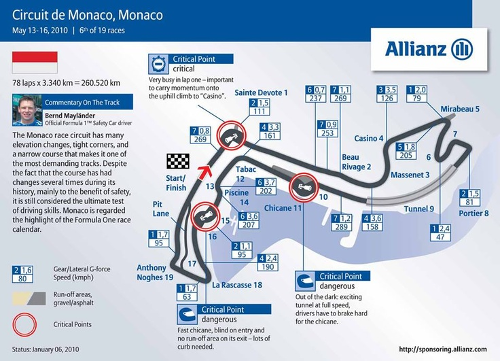 Circuit de Monaco, Monaco
May 13-16, 2010 | 6th of 19 races
Allianz
78 laps x 3.340 km = 260.520 km
Commentary On The Track
Bernd Mayländer
Official Formula 1™ Safety Car driver
The Monaco race circuit has many
elevation changes, tight corners, and
a narrow course that makes it one of
the most demanding tracks. Despite
the fact that the course has had
changes several times during its
history, mainly to the benefit of safety,
it is still considered the ultimate test
of driving skills. Monaco is regarded
the highlight of the Formula One race
calendar.
Critical Point
critical
Very busy in lap one – important
to carry momentum onto
the uphill climb to "Casino".
Sainte Devote 1
2 1,5
111
4 3,3
161
7 0,8
269
6 0,7
237
7 1,1
269
7 0,9
253
3 3,5
126
1 2,0
79
Mirabeau 5
Casino 4
7
6
5 1,8
205
Massenet 3
Beau
Rivage 2
2 1,5
81
Portier 8
1 2,4
47
Tunnel 9
4 3,6
158
7 1,2
289
10
Chicane 11
6 3,7
202
Tabac
12
Piscine
14
13
Start/
Finish
15
6 3,6
207
16
2 1,1
95
4 2,4
190
La Rascasse 18
17
Pit
Lane
1 1,7
95
Anthony
Noghes 19
1 1,7
63
Critical Point
dangerous
Fast chicane, blind on entry and
no run-off area on its exit – lots of
curb needed.
Critical Point
dangerous
Out of the dark: exciting
tunnel at full speed,
drivers have to brake hard
for the chicane.
2 1,6
80
Gear/Lateral G-force
Speed (kmph)
Run-off areas,
gravel/asphalt
Critical Points
Status: January 06, 2010
http://sponsoring.allianz.com